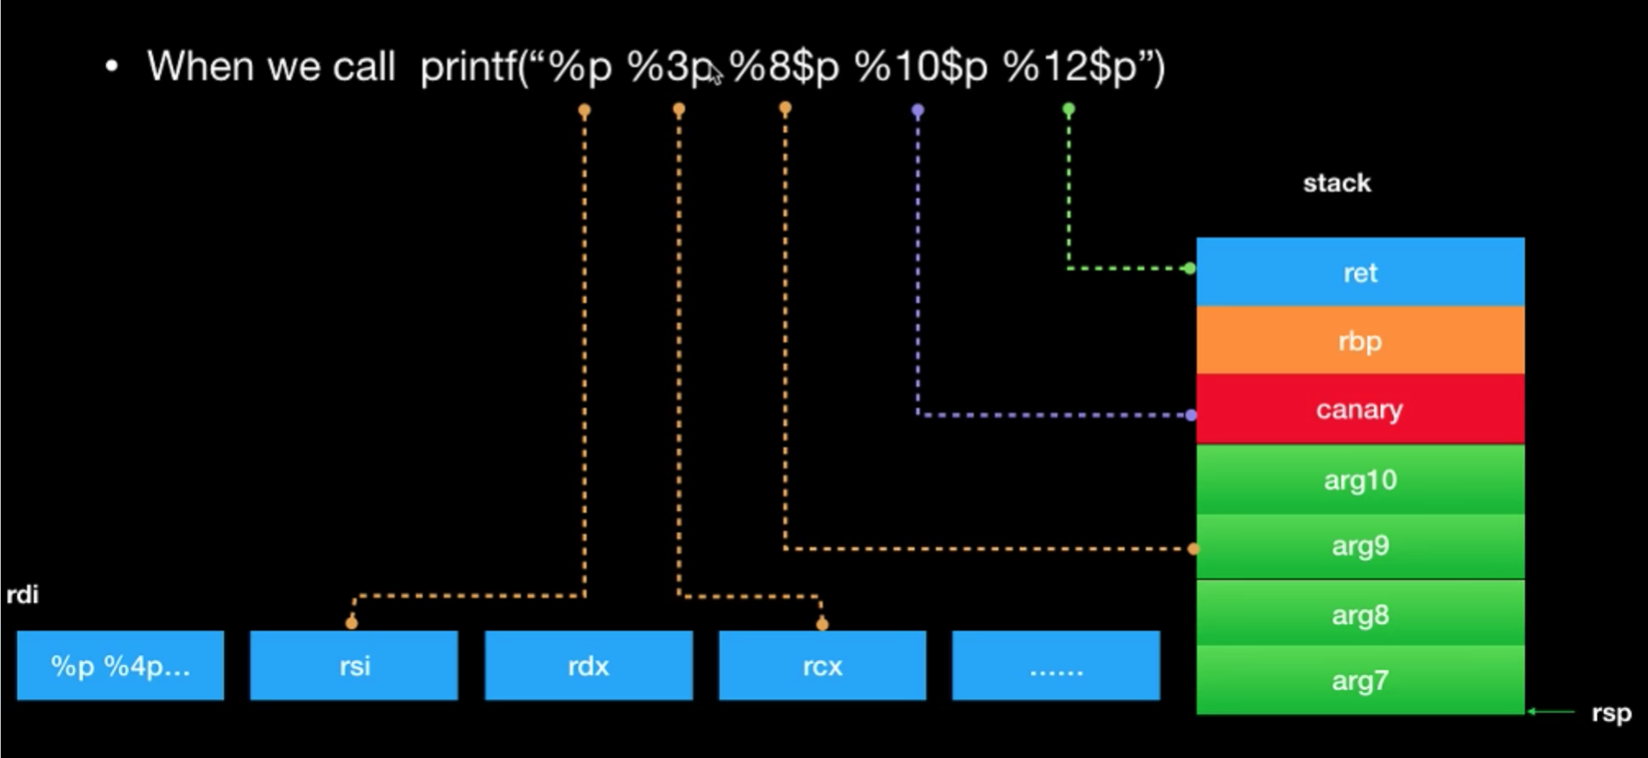 • When we call printf(“%p %3p %8$p %10$p %12$p”)
stack
ret
rbp
canary
arg10
arg9
arg8
arg7
rsp
rdi
%p %4p...
rsi
rdx
rcx
......